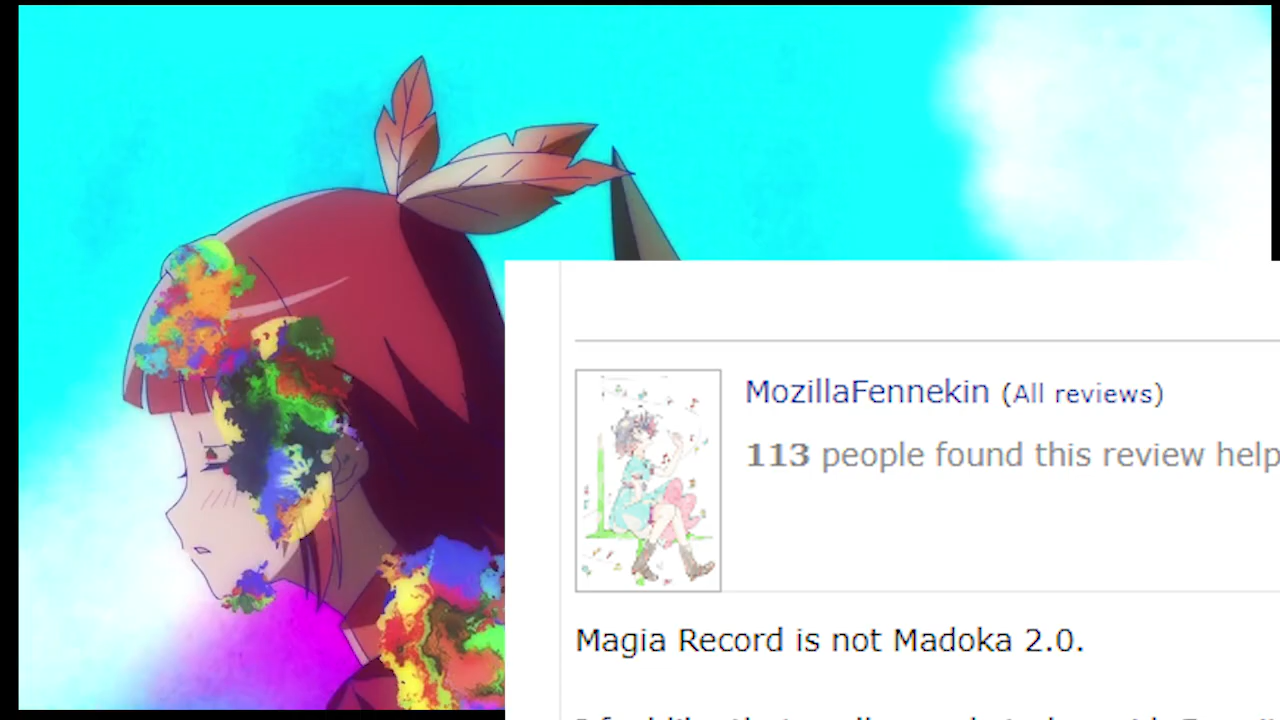 MozillaFennekin (All reviews)
113 people found this review help
Magia Record is not Madoka 2.0.